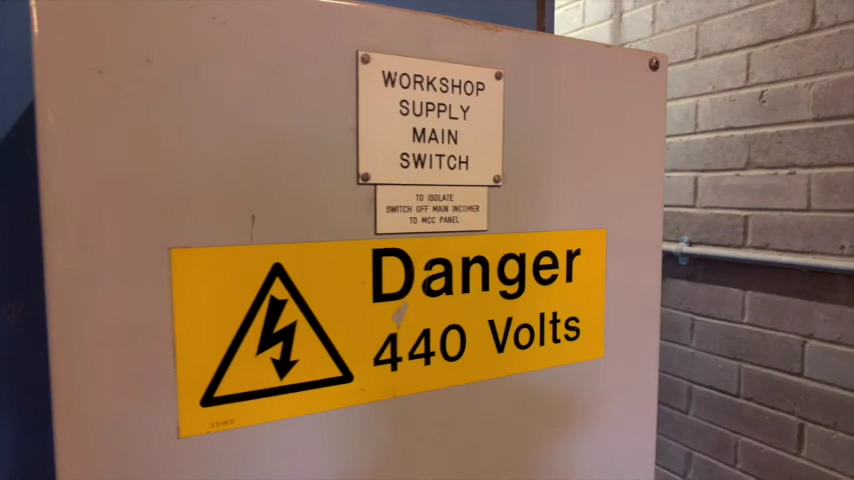 WORKSHOP
SUPPLY
MAIN
SWITCH
TO ISOLATE
SWITCH OFF MAIN INCOMER
TO MCC PANEL
Danger
440 Volts